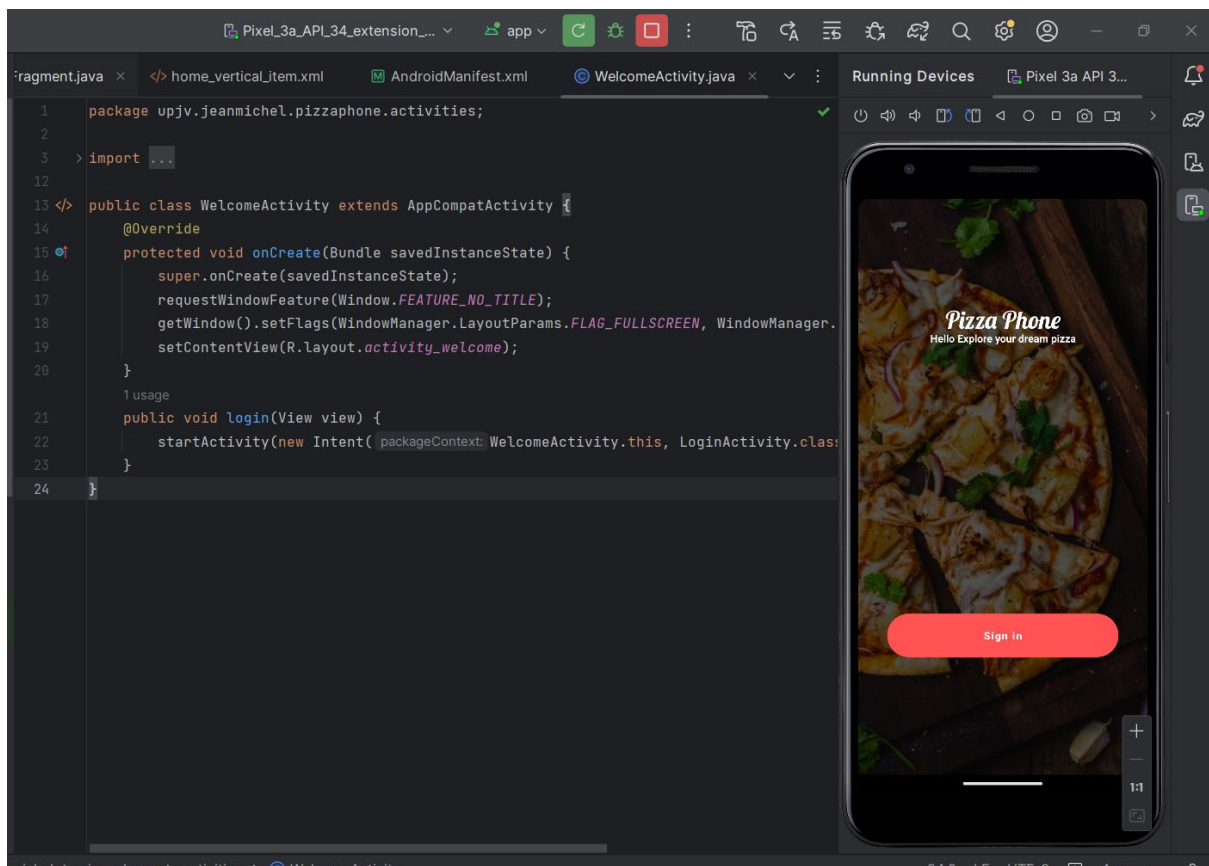 Pixel_3a_API_34_extension_...
app
Fragment.java
home_vertical_item.xml
AndroidManifest.xml
WelcomeActivity.java
Running Devices
Pixel 3a API 3...
1 package upjv.jeanmichel.pizzaphone.activities;
2
3 import ...
12
13 public class WelcomeActivity extends AppCompatActivity {
14 @Override
15 protected void onCreate(Bundle savedInstanceState) {
16 super.onCreate(savedInstanceState);
17 requestWindowFeature(Window.FEATURE_NO_TITLE);
18 getWindow().setFlags(WindowManager.LayoutParams.FLAG_FULLSCREEN, WindowManager.
19 setContentView(R.layout.activity_welcome);
20 }
1 usage
21 public void login(View view) {
22 startActivity(new Intent( packageContext: WelcomeActivity.this, LoginActivity.class
23 }
24 }
Pizza Phone
Hello Explore your dream pizza
Sign in
1:1